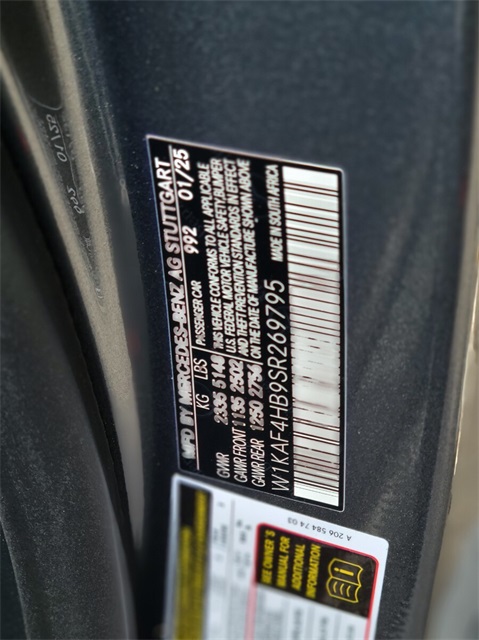 MFD BY MERCEDES-BENZ AG STUTTGART
992 01/25
KG LBS PASSENGER CAR
GVWR 2335 5148 THIS VEHICLE CONFORMS TO ALL APPLICABLE
GAWR FRONT 1135 2502 U.S. FEDERAL MOTOR VEHICLE SAFETY, BUMPER
GAWR REAR 1250 2756 AND THEFT PREVENTION STANDARDS IN EFFECT
ON THE DATE OF MANUFACTURE SHOWN ABOVE
W1KAF4HB9SR269795 MADE IN SOUTH AFRICA
A 206 584 74 03
SEE OWNER'S
MANUAL FOR
ADDITIONAL
INFORMATION